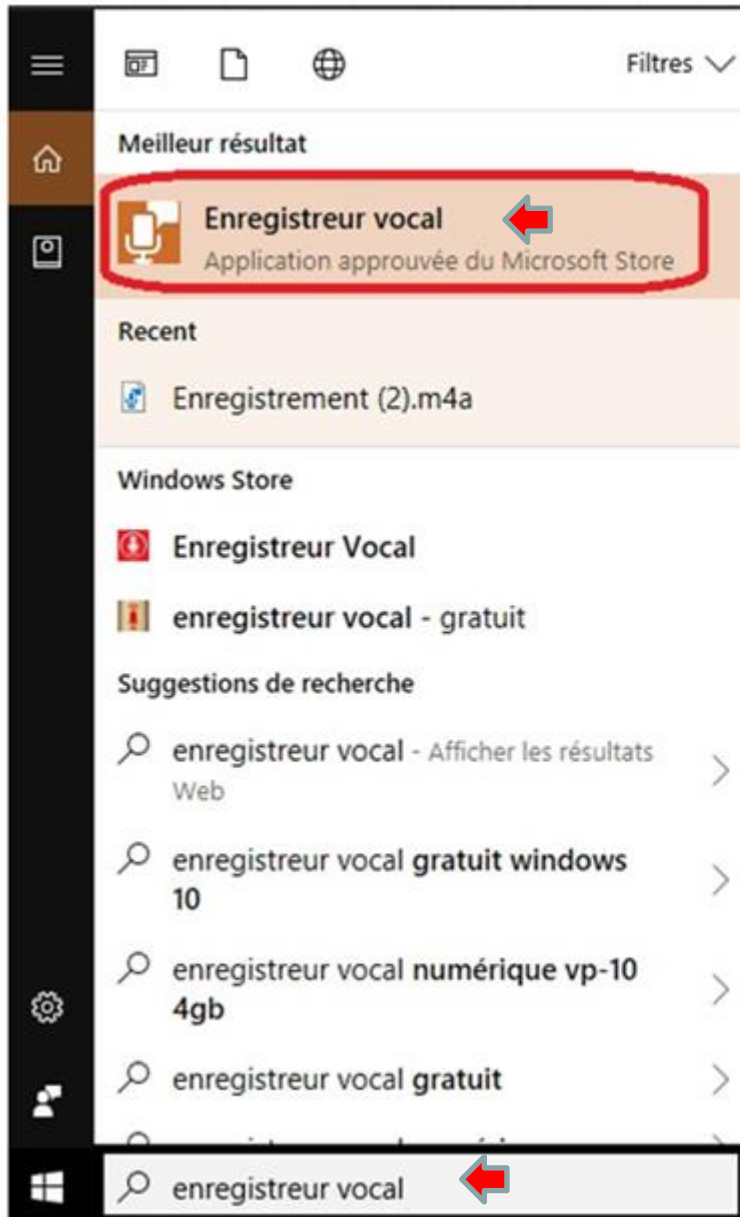 Filtres
Meilleur résultat
Enregistreur vocal
Application approuvée du Microsoft Store
Recent
Enregistrement (2).m4a
Windows Store
Enregistreur Vocal
enregistreur vocal - gratuit
Suggestions de recherche
enregistreur vocal - Afficher les résultats
Web
enregistreur vocal gratuit windows
10
enregistreur vocal numérique vp-10
4gb
enregistreur vocal gratuit
enregistreur vocal